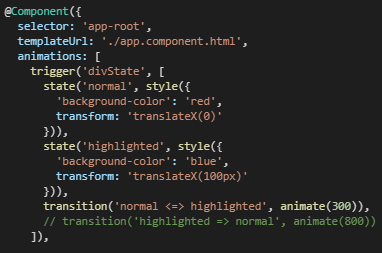 @Component({
  selector: 'app-root',
  templateUrl: './app.component.html',
  animations: [
    trigger('divState', [
      state('normal', style({
        'background-color': 'red',
        transform: 'translateX(0)'
      })),
      state('highlighted', style({
        'background-color': 'blue',
        transform: 'translateX(100px)'
      })),
      transition('normal <=> highlighted', animate(300)),
      // transition('highlighted => normal', animate(800))
    ]),